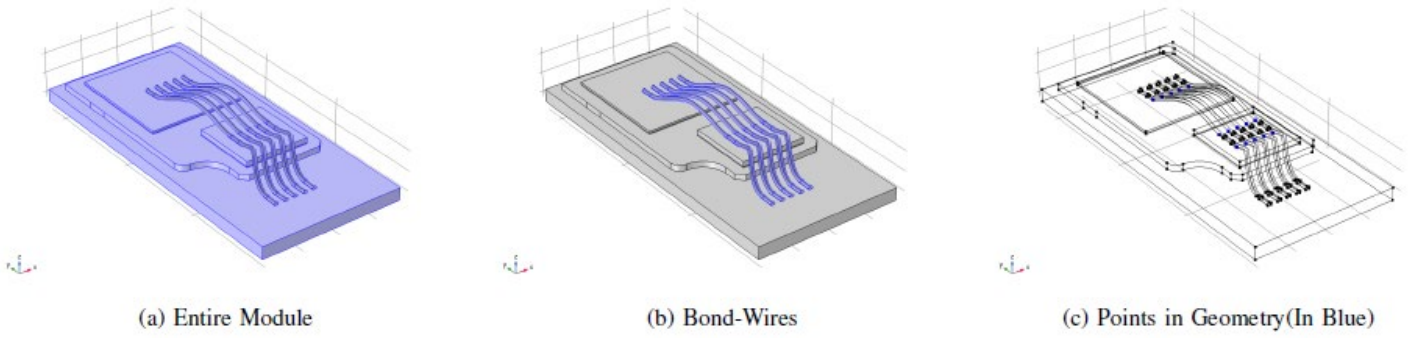 (a) Entire Module
(b) Bond-Wires
(c) Points in Geometry(In Blue)